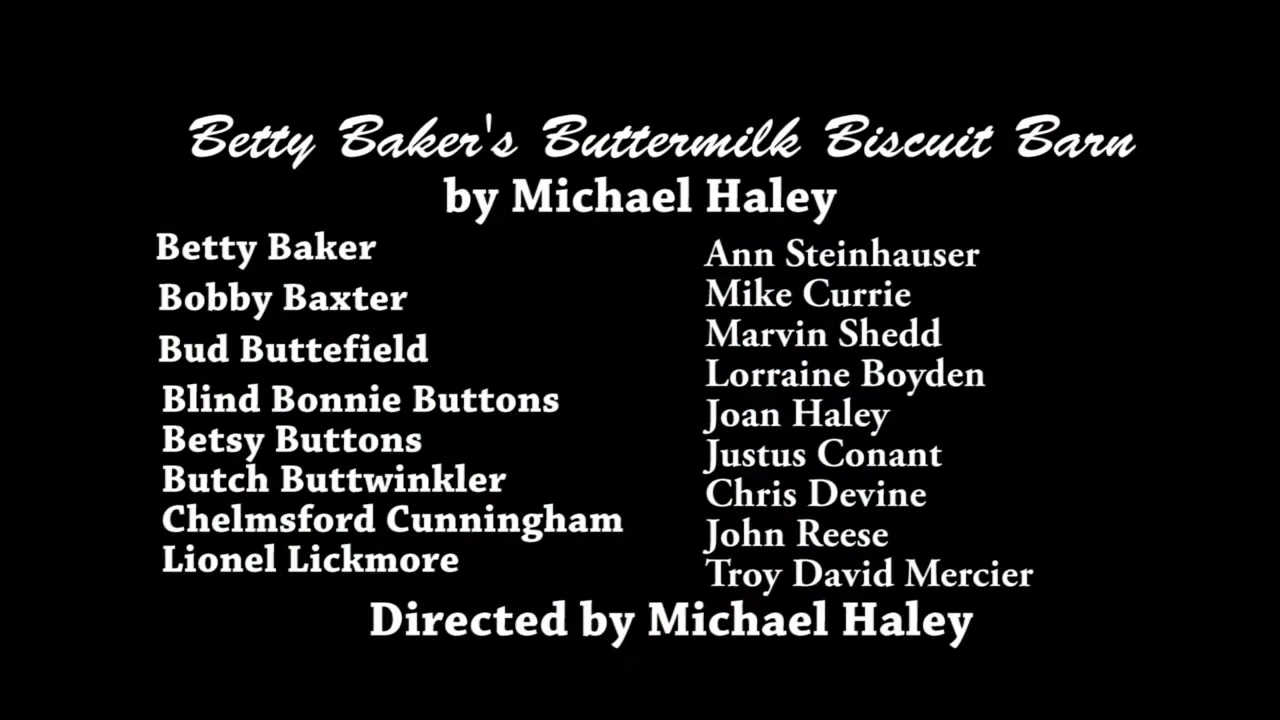 Betty Baker's Buttermilk Biscuit Barn
by Michael Haley
Betty Baker
Bobby Baxter
Bud Buttefield
Blind Bonnie Buttons
Betsy Buttons
Butch Buttwinkler
Chelmsford Cunningham
Lionel Lickmore
Ann Steinhauser
Mike Currie
Marvin Shedd
Lorraine Boyden
Joan Haley
Justus Conant
Chris Devine
John Reese
Troy David Mercier
Directed by Michael Haley